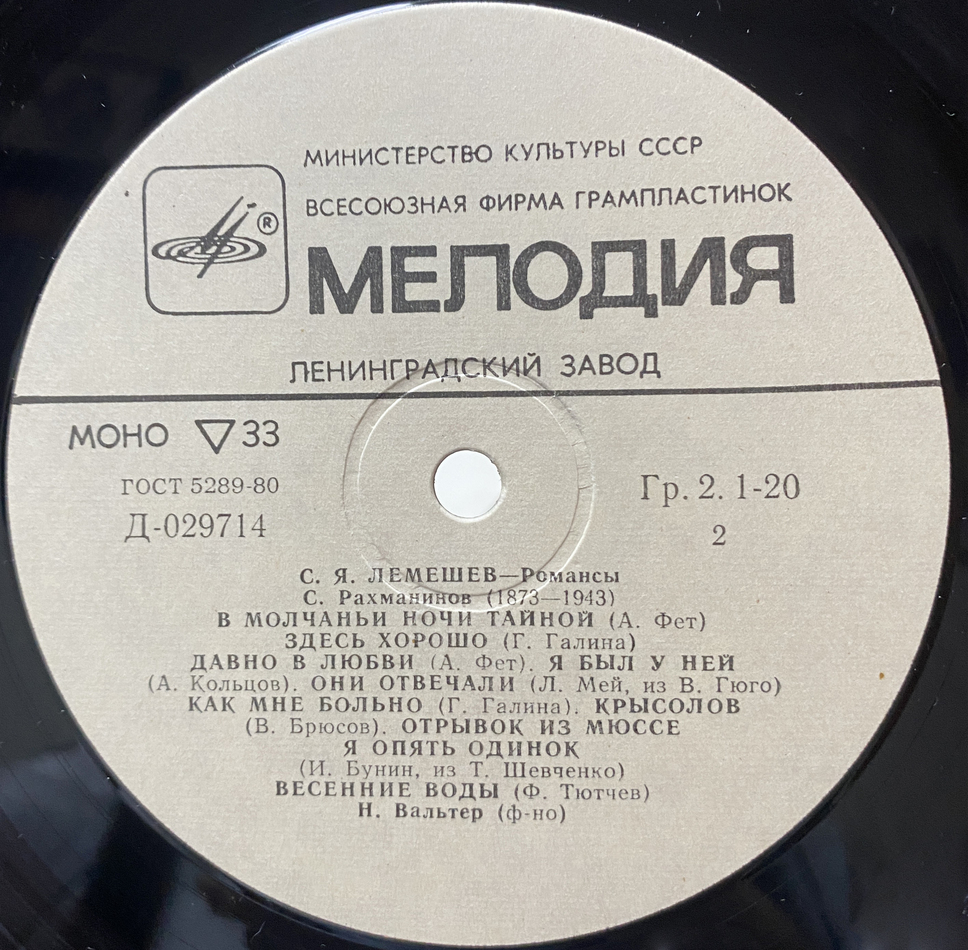 МИНИСТЕРСТВО КУЛЬТУРЫ СССР
ВСЕСОЮЗНАЯ ФИРМА ГРАМПЛАСТИНОК
®
МЕЛОДИЯ
ЛЕНИНГРАДСКИЙ ЗАВОД
МОНО ▽33
ГОСТ 5289-80
Д-029714
Гр. 2. 1-20
2
С. Я. ЛЕМЕШЕВ—Романсы
С. Рахманинов (1873—1943)
В МОЛЧАНЬИ НОЧИ ТАЙНОЙ (А. Фет)
ЗДЕСЬ ХОРОШО (Г. Галина)
ДАВНО В ЛЮБВИ (А. Фет). Я БЫЛ У НЕЙ
(А. Кольцов). ОНИ ОТВЕЧАЛИ (Л. Мей, из В. Гюго)
КАК МНЕ БОЛЬНО (Г. Галина). КРЫСОЛОВ
(В. Брюсов). ОТРЫВОК ИЗ МЮССЕ
Я ОПЯТЬ ОДИНОК
(И. Бунин, из Т. Шевченко)
ВЕСЕННИЕ ВОДЫ (Ф. Тютчев)
Н. Вальтер (ф-но)